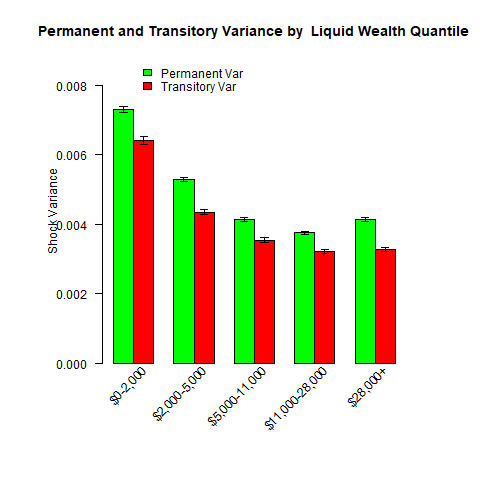 Permanent and Transitory Variance by  Liquid Wealth Quantile
Permanent Var
Transitory Var
Shock Variance
0.008
0.006
0.004
0.002
0.000
$0-2,000
$2,000-5,000
$5,000-11,000
$11,000-28,000
$28,000+